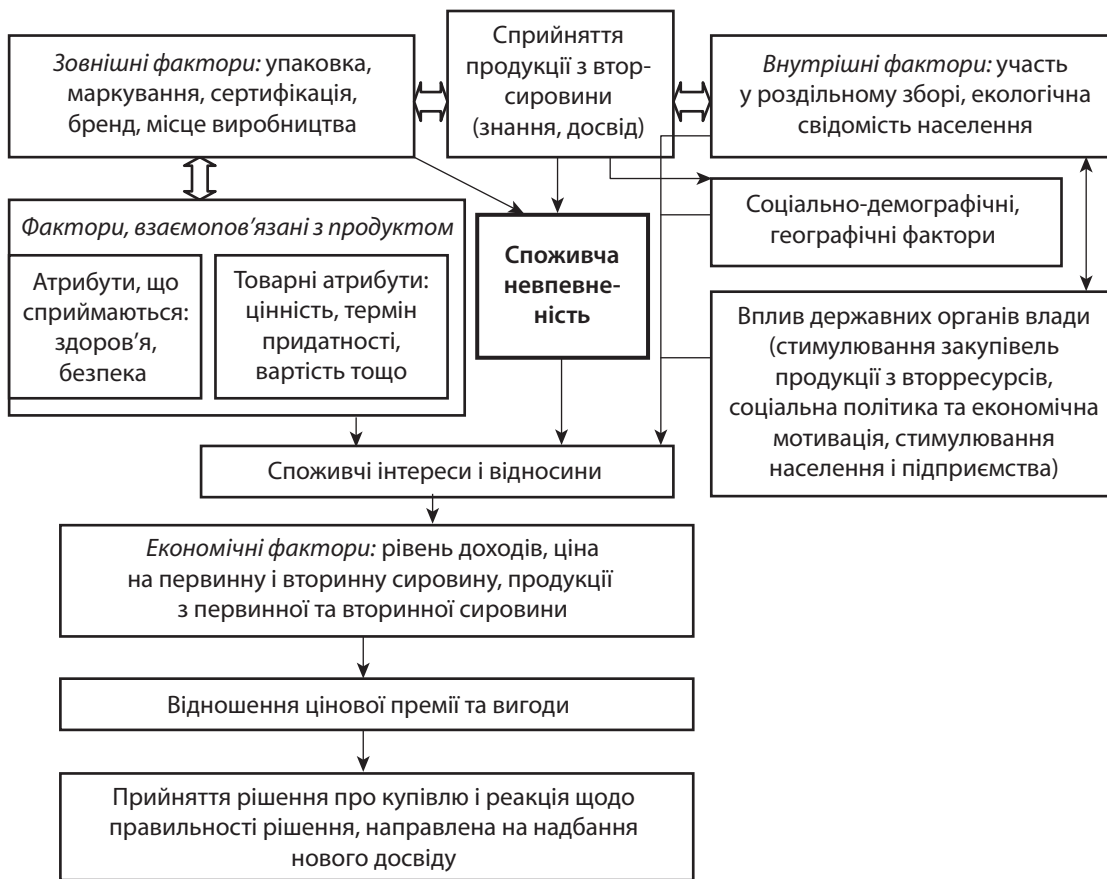 Зовнішні фактори: упаковка,
маркування, сертифікація,
бренд, місце виробництва
Сприйняття
продукції з втор-
сировини
(знання, досвід)
Внутрішні фактори: участь
у роздільному зборі, екологічна
свідомість населення
Соціально-демографічні,
географічні фактори
Фактори, взаємопов’язані з продуктом
Атрибути, що
сприймаються:
здоров’я,
безпека
Товарні атрибути:
цінність, термін
придатності,
вартість тощо
Споживча
невпевне-
ність
Вплив державних органів влади
(стимулювання закупівель
продукції з вторресурсів,
соціальна політика та економічна
мотивація, стимулювання
населення і підприємства)
Споживчі інтереси і відносини
Економічні фактори: рівень доходів, ціна
на первинну і вторинну сировину, продукції
з первинної та вторинної сировини
Відношення цінової премії та вигоди
Прийняття рішення про купівлю і реакція щодо
правильності рішення, направлена на надбання
нового досвіду